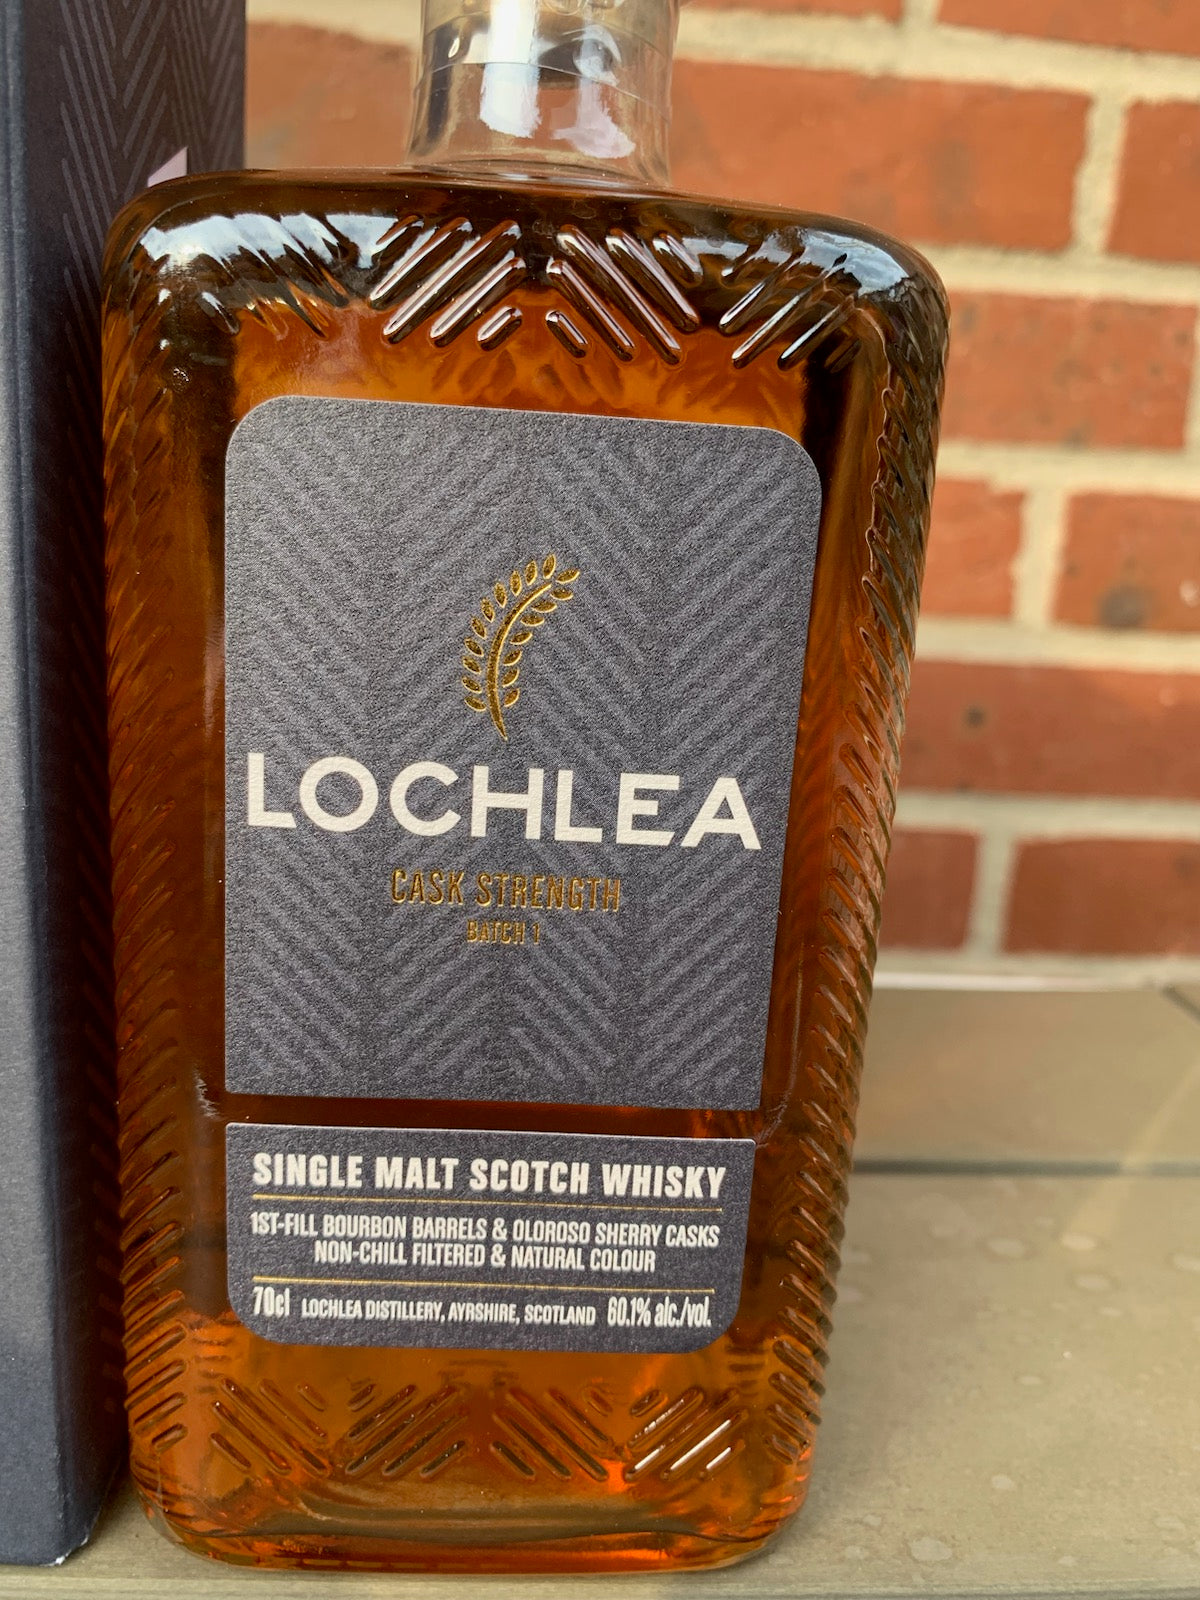 LOCHLEA
CASK STRENGTH
BATCH 1
SINGLE MALT SCOTCH WHISKY
1ST-FILL BOURBON BARRELS & OLOROSO SHERRY CASKS
NON-CHILL FILTERED & NATURAL COLOUR
70cl LOCHLEA DISTILLERY, AYRSHIRE, SCOTLAND 60.1% alc./vol.